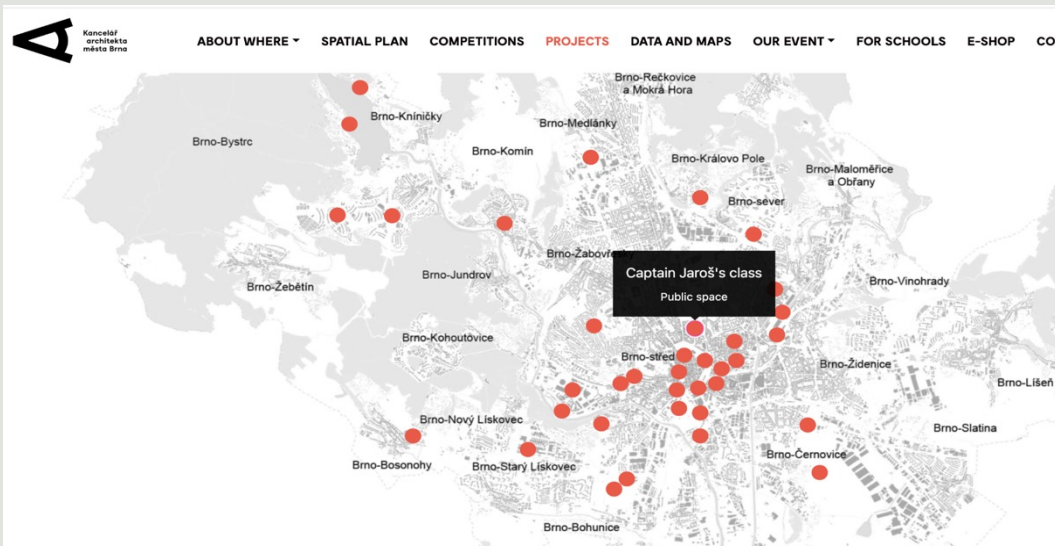 Kancelář
architekta
města Brna
ABOUT WHERE SPATIAL PLAN COMPETITIONS PROJECTS DATA AND MAPS OUR EVENT FOR SCHOOLS E-SHOP CO
Brno-Řečkovice
a Mokrá Hora
Brno-Kníničky
Brno-Medlánky
Brno-Bystrc
Brno-Komín
Brno-Královo Pole
Brno-Maloměřice
a Obřany
Brno-sever
Brno-Žabovřesky
Captain Jaroš's class
Public space
Brno-Jundrov
Brno-Vinohrady
Brno-Žebětín
Brno-Kohoutovice
Brno-střed
Brno-Židenice
Brno-Líšeň
Brno-Nový Lískovec
Brno-Slatina
Brno-Bosonohy
Brno-Starý Lískovec
Brno-Černovice
Brno-Bohunice